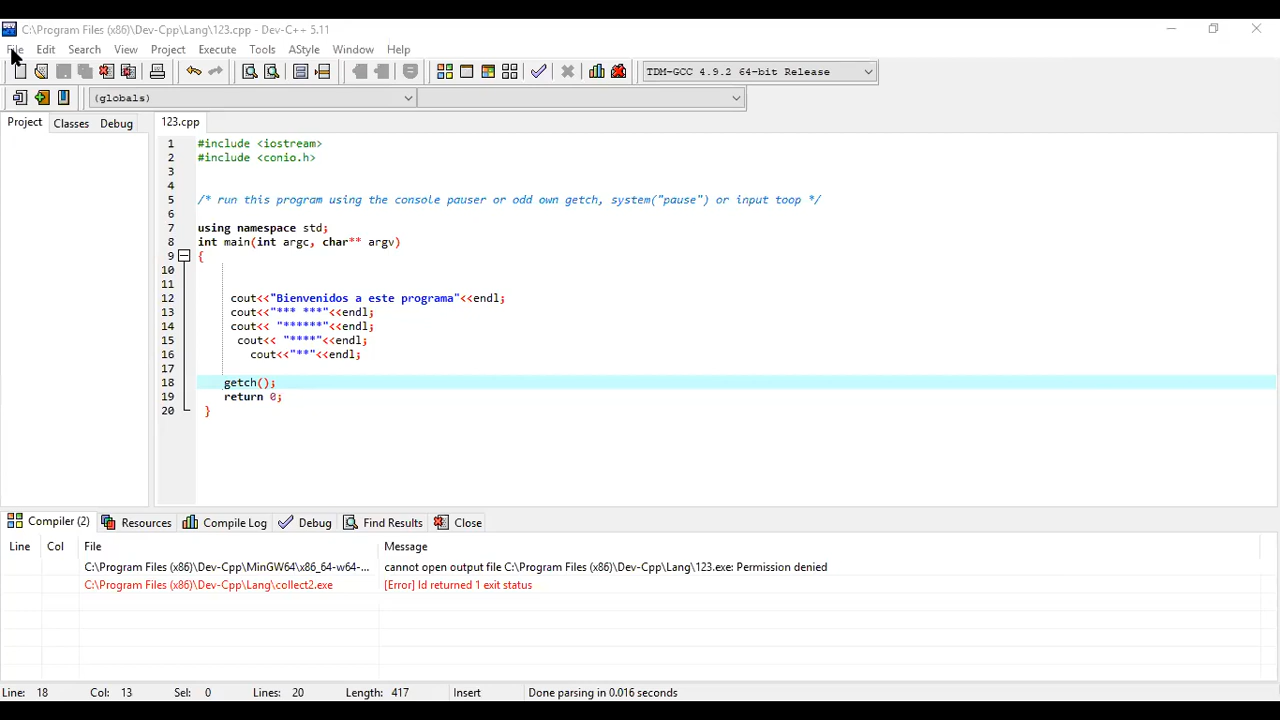 C:\Program Files (x86)\Dev-Cpp\Lang\123.cpp - Dev-C++ 5.11
File Edit Search View Project Execute Tools AStyle Window Help
TDM-GCC 4.9.2 64-bit Release
(globals)
Project Classes Debug 123.cpp
1 #include <iostream>
2 #include <conio.h>
3
4
5 /* run this program using the console pauser or odd own getch, system("pause") or input toop */
6
7 using namespace std;
8 int main(int argc, char** argv)
9 {
10
11
12 cout<<"Bienvenidos a este programa"<<endl;
13 cout<<"*** ***"<<endl;
14 cout<< "******"<<endl;
15 cout<< "****"<<endl;
16 cout<<"**"<<endl;
17
18 getch();
19 return 0;
20 }
Compiler (2) Resources Compile Log Debug Find Results Close
Line Col File Message
C:\Program Files (x86)\Dev-Cpp\MinGW64\x86_64-w64-... cannot open output file C:\Program Files (x86)\Dev-Cpp\Lang\123.exe: Permission denied
C:\Program Files (x86)\Dev-Cpp\Lang\collect2.exe [Error] ld returned 1 exit status
Line: 18 Col: 13 Sel: 0 Lines: 20 Length: 417 Insert Done parsing in 0.016 seconds